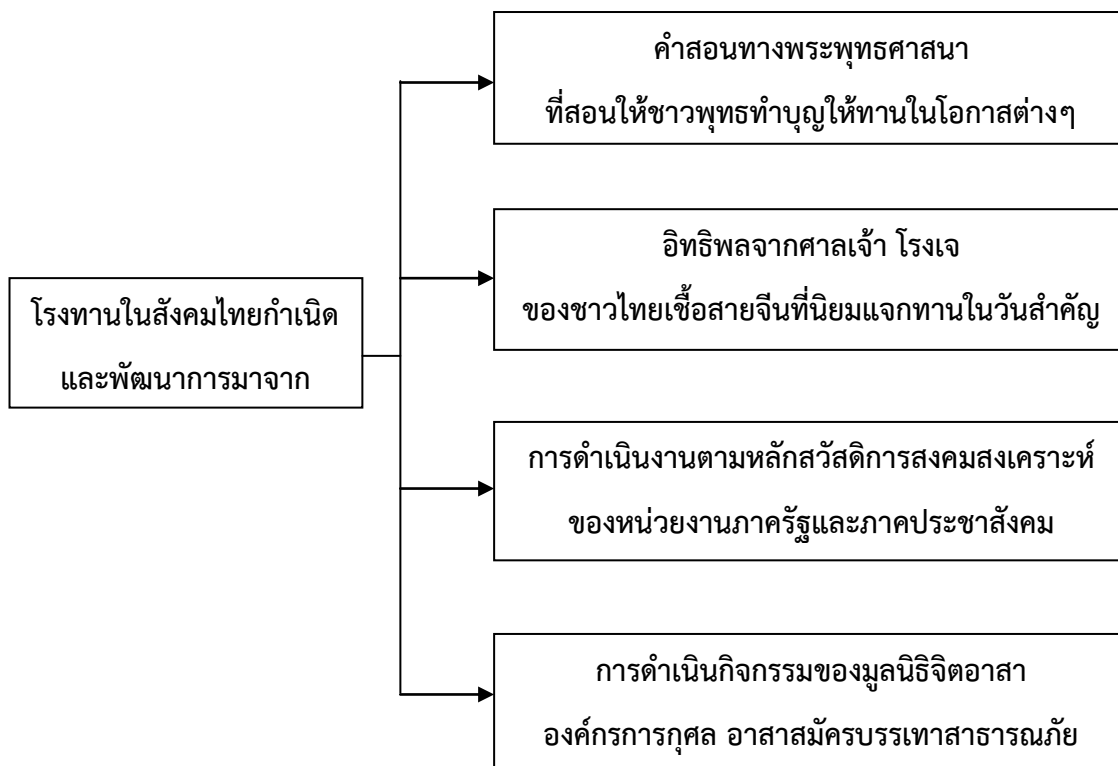 คำสอนทางพระพุทธศาสนา
ที่สอนให้ชาวพุทธทำบุญให้ทานในโอกาสต่างๆ
อิทธิพลจากศาลเจ้า โรงเจ
ของชาวไทยเชื้อสายจีนที่นิยมแจกทานในวันสำคัญ
โรงทานในสังคมไทยกำเนิด
และพัฒนาการมาจาก
การดำเนินงานตามหลักสวัสดิการสงคมสงเคราะห์
ของหน่วยงานภาครัฐและภาคประชาสังคม
การดำเนินกิจกรรมของมูลนิธิจิตอาสา
องค์กรการกุศล อาสาสมัครบรรเทาสาธารณภัย